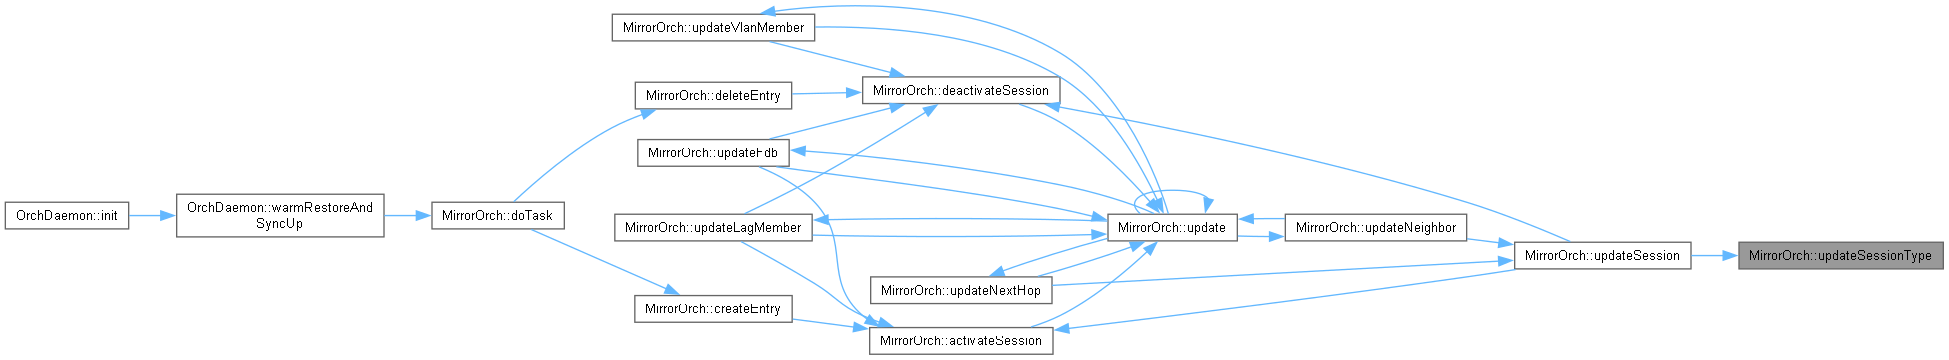 MirrorOrch::updateVlanMember
MirrorOrch::deactivateSession
MirrorOrch::deleteEntry
MirrorOrch::updateFdb
OrchDaemon::init
OrchDaemon::warmRestoreAnd
SyncUp
MirrorOrch::doTask
MirrorOrch::updateLagMember
MirrorOrch::update
MirrorOrch::updateNeighbor
MirrorOrch::updateSession
MirrorOrch::updateSessionType
MirrorOrch::updateNextHop
MirrorOrch::createEntry
MirrorOrch::activateSession